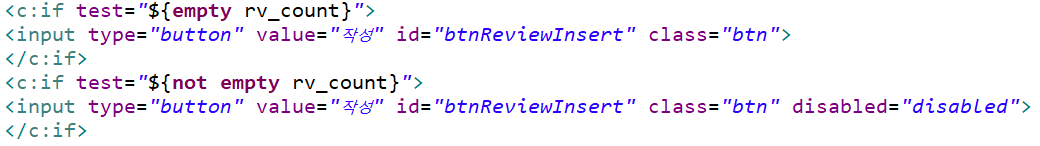 <c:if test="${empty rv_count}">
<input type="button" value="작성" id="btnReviewInsert" class="btn">
</c:if>
<c:if test="${not empty rv_count}">
<input type="button" value="작성" id="btnReviewInsert" class="btn" disabled="disabled">
</c:if>